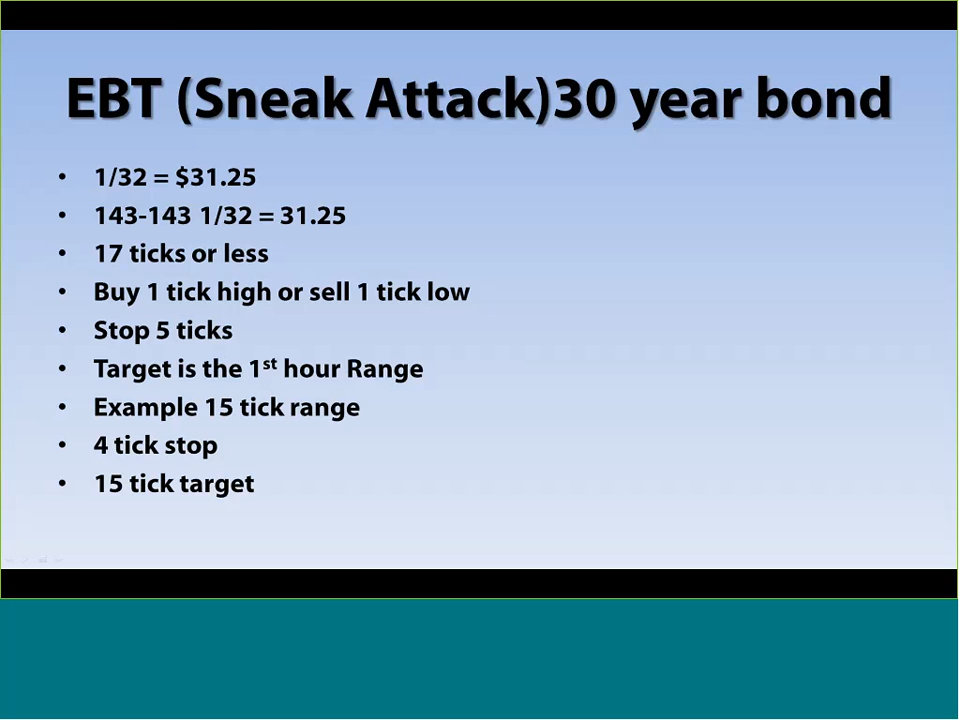 EBT (Sneak Attack)30 year bond
• 1/32 = $31.25
• 143-143 1/32 = 31.25
• 17 ticks or less
• Buy 1 tick high or sell 1 tick low
• Stop 5 ticks
• Target is the 1st hour Range
• Example 15 tick range
• 4 tick stop
• 15 tick target